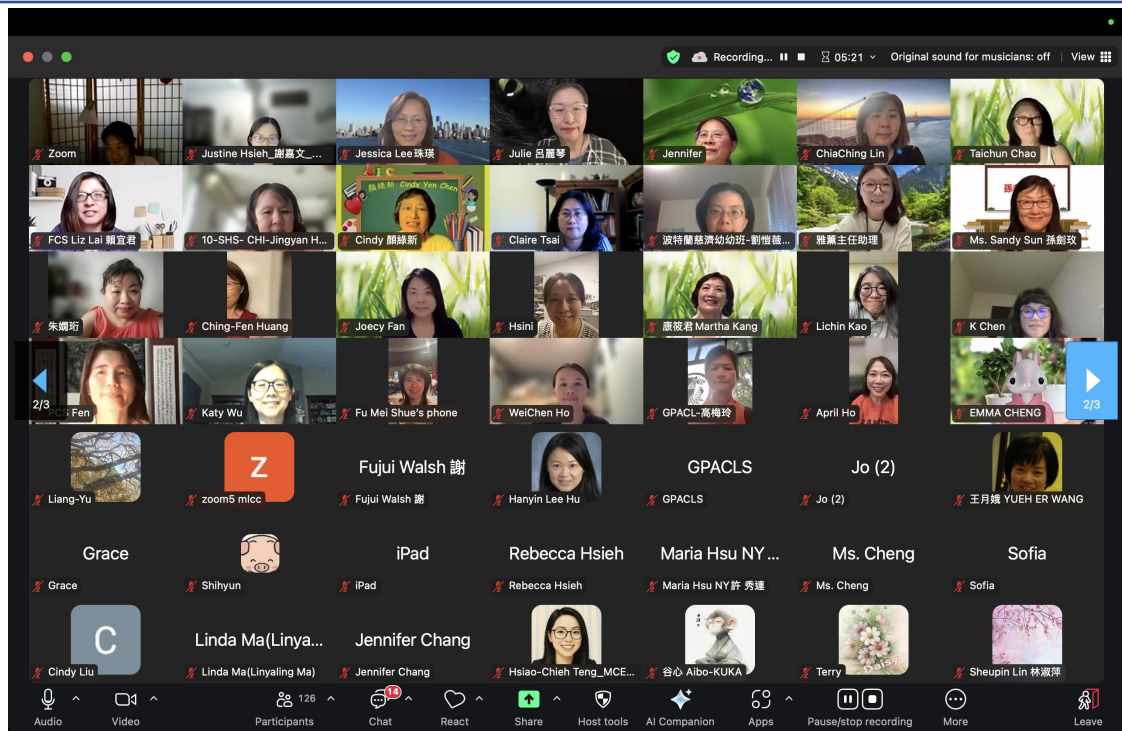 Recording...
05:21
Original sound for musicians: off
View
Zoom
Justine Hsieh_謝嘉文_...
Jessica Lee 珠瑛
Julie 呂麗琴
Jennifer
ChiaChing Lin
Taichun Chao
FCS Liz Lai 賴宜君
10-SHS- CHI-Jingyan H...
顏綠新 Cindy Yen Chen
Cindy 顏綠新
Claire Tsai
波特蘭慈濟幼幼班-劉愷薇...
雅薰主任助理
Ms. Sandy Sun 孫劍玫
朱嫻珩
Ching-Fen Huang
Joecy Fan
Hsini
康筱君 Martha Kang
Lichin Kao
K Chen
2/3
PCS Fen
Katy Wu
Fu Mei Shue's phone
WeiChen Ho
GPACL-高梅玲
April Ho
EMMA CHENG
2/3
Liang-Yu
Z
zoom5 mlcc
Fujui Walsh 謝
Fujui Walsh 謝
Hanyin Lee Hu
GPACLS
GPACLS
Jo (2)
Jo (2)
王月娥 YUEH ER WANG
Grace
Grace
Shihyun
iPad
iPad
Rebecca Hsieh
Rebecca Hsieh
Maria Hsu NY...
Maria Hsu NY許 秀連
Ms. Cheng
Ms. Cheng
Sofia
Sofia
C
Cindy Liu
Linda Ma(Linya...
Linda Ma(Linyaling Ma)
Jennifer Chang
Jennifer Chang
Hsiao-Chieh Teng_MCE...
谷心 Aibo-KUKA
Daisy
Terry
Sheupin Lin 林淑萍
Audio
Video
126
Participants
14
Chat
React
Share
Host tools
AI Companion
Apps
Pause/stop recording
More
Leave